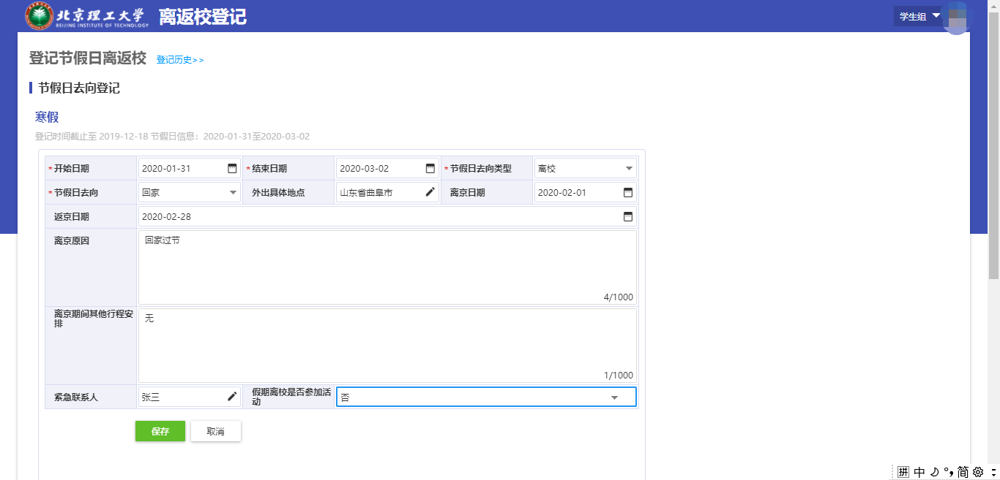 北京理工大学
BEIJING INSTITUTE OF TECHNOLOGY
离返校登记
学生组
登记节假日离返校 登记历史>>
节假日去向登记
寒假
登记时间截止至 2019-12-18 节假日信息：2020-01-31至2020-03-02
*开始日期 2020-01-31 *结束日期 2020-03-02 *节假日去向类型 离校
*节假日去向 回家 外出具体地点 山东省曲阜市 离京日期 2020-02-01
返京日期 2020-02-28
离京原因 回家过节
4/1000
离京期间其他行程安
排
无
1/1000
紧急联系人 张三 假期离校是否参加活
动
否
保存 取消
拼 中 简